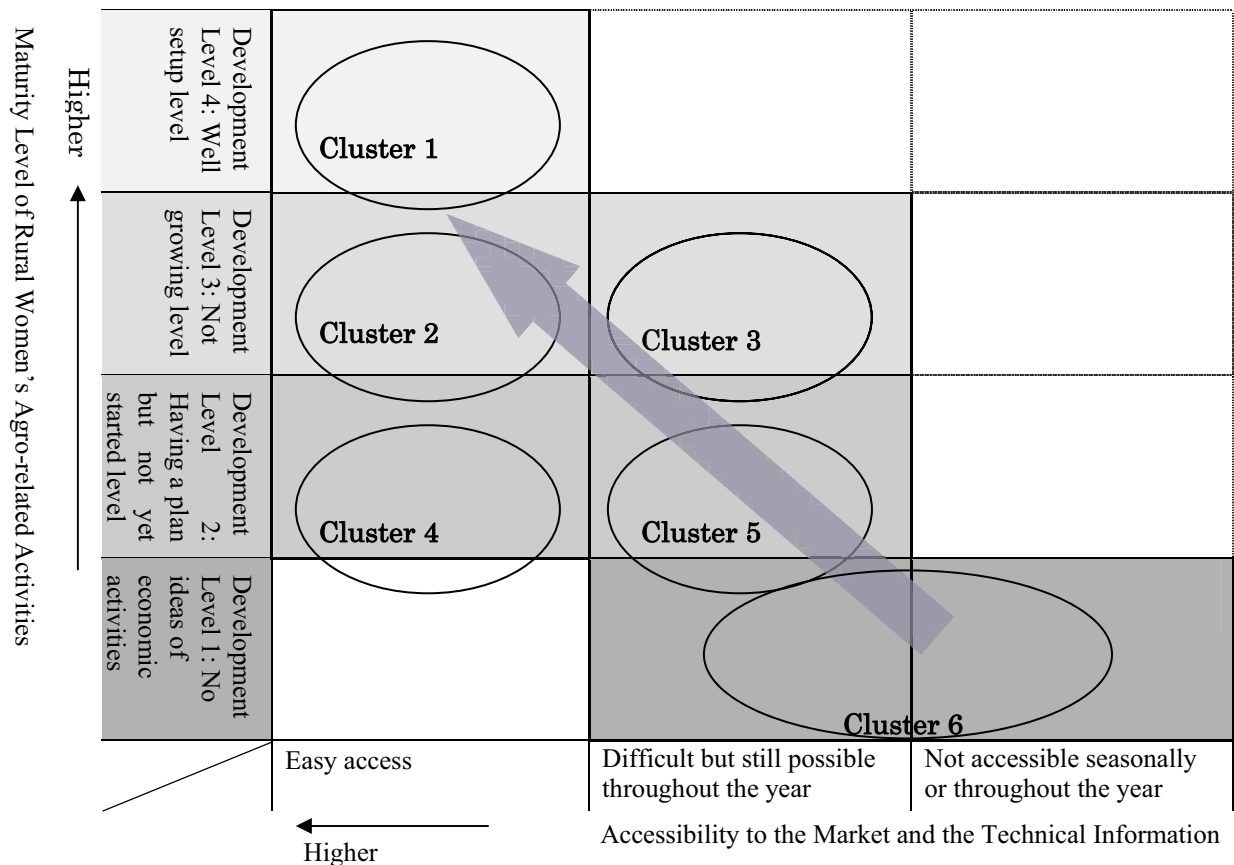 Maturity Level of Rural Women's Agro-related Activities
Higher
Development
Level 4: Well
setup level
Cluster 1
Development
Level 3: Not
growing level
Cluster 2
Cluster 3
Development
Level 2:
Having a plan
but not yet
started level
Cluster 4
Cluster 5
Development
Level 1: No
ideas of
economic
activities
Cluster 6
Easy access
Difficult but still possible
throughout the year
Not accessible seasonally
or throughout the year
Higher
Accessibility to the Market and the Technical Information